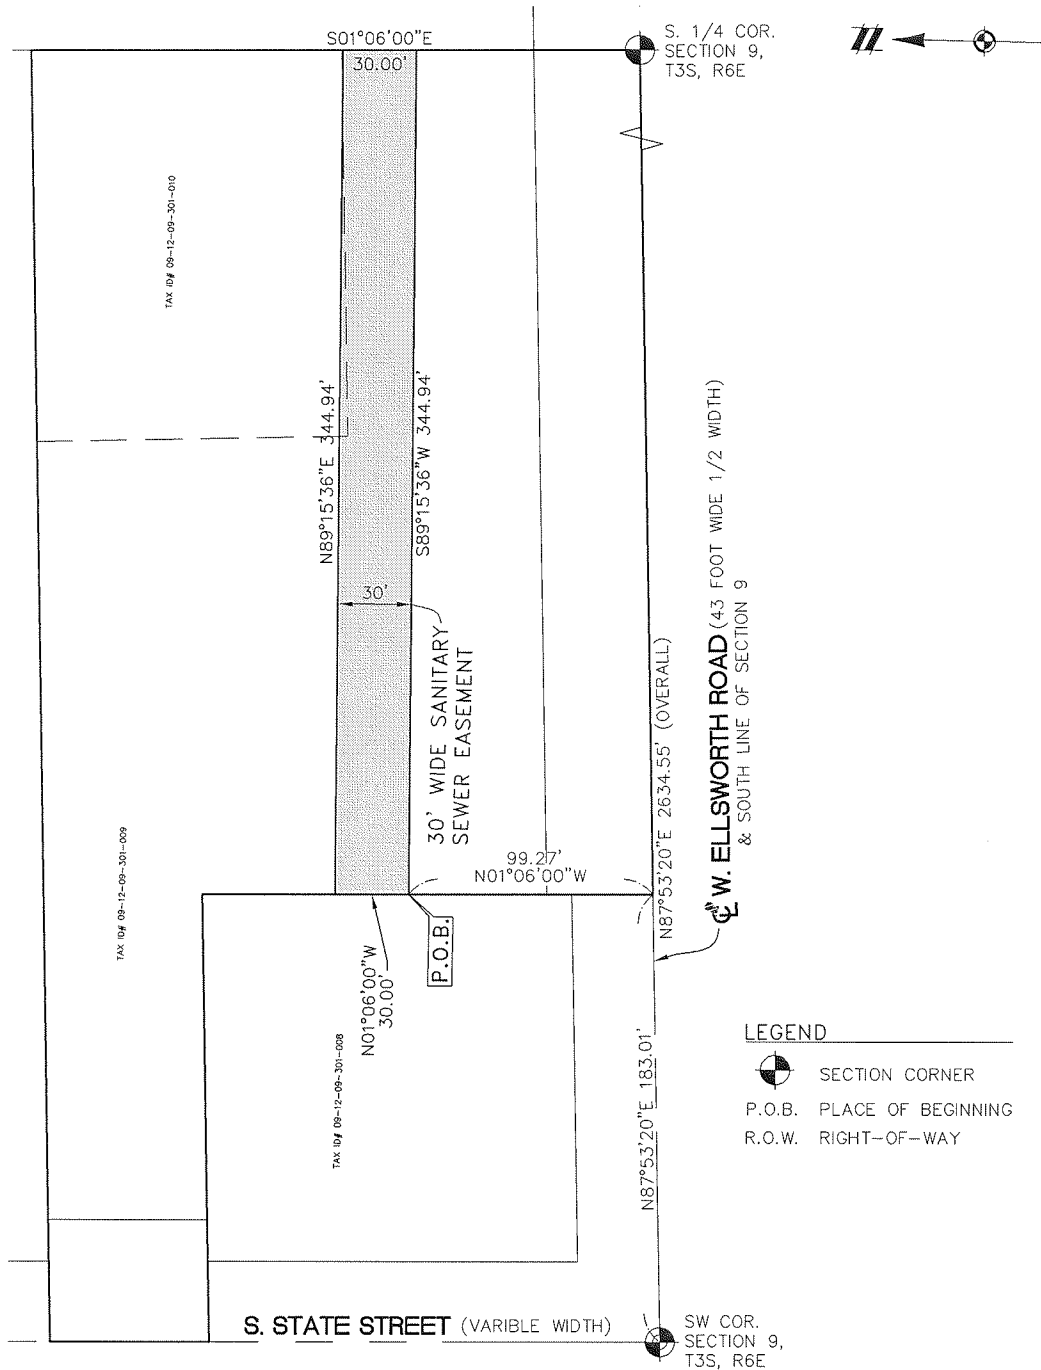 S01°06'00"E
30.00'
S. 1/4 COR.
SECTION 9,
T3S, R6E
TAX ID# 09-12-09-301-010
N89°15'36"E 344.94'
S89°15'36"W 344.94'
30'
30' WIDE SANITARY
SEWER EASEMENT
N87°53'20"E 2634.55' (OVERALL)
W. ELLSWORTH ROAD (43 FOOT WIDE 1/2 WIDTH)
& SOUTH LINE OF SECTION 9
99.27'
N01°06'00"W
TAX ID# 09-12-09-301-009
P.O.B.
N01°06'00"W
30.00'
TAX ID# 09-12-09-301-008
N87°53'20"E 183.01'
LEGEND
SECTION CORNER
P.O.B. PLACE OF BEGINNING
R.O.W. RIGHT-OF-WAY
S. STATE STREET (VARIBLE WIDTH)
SW COR.
SECTION 9,
T3S, R6E